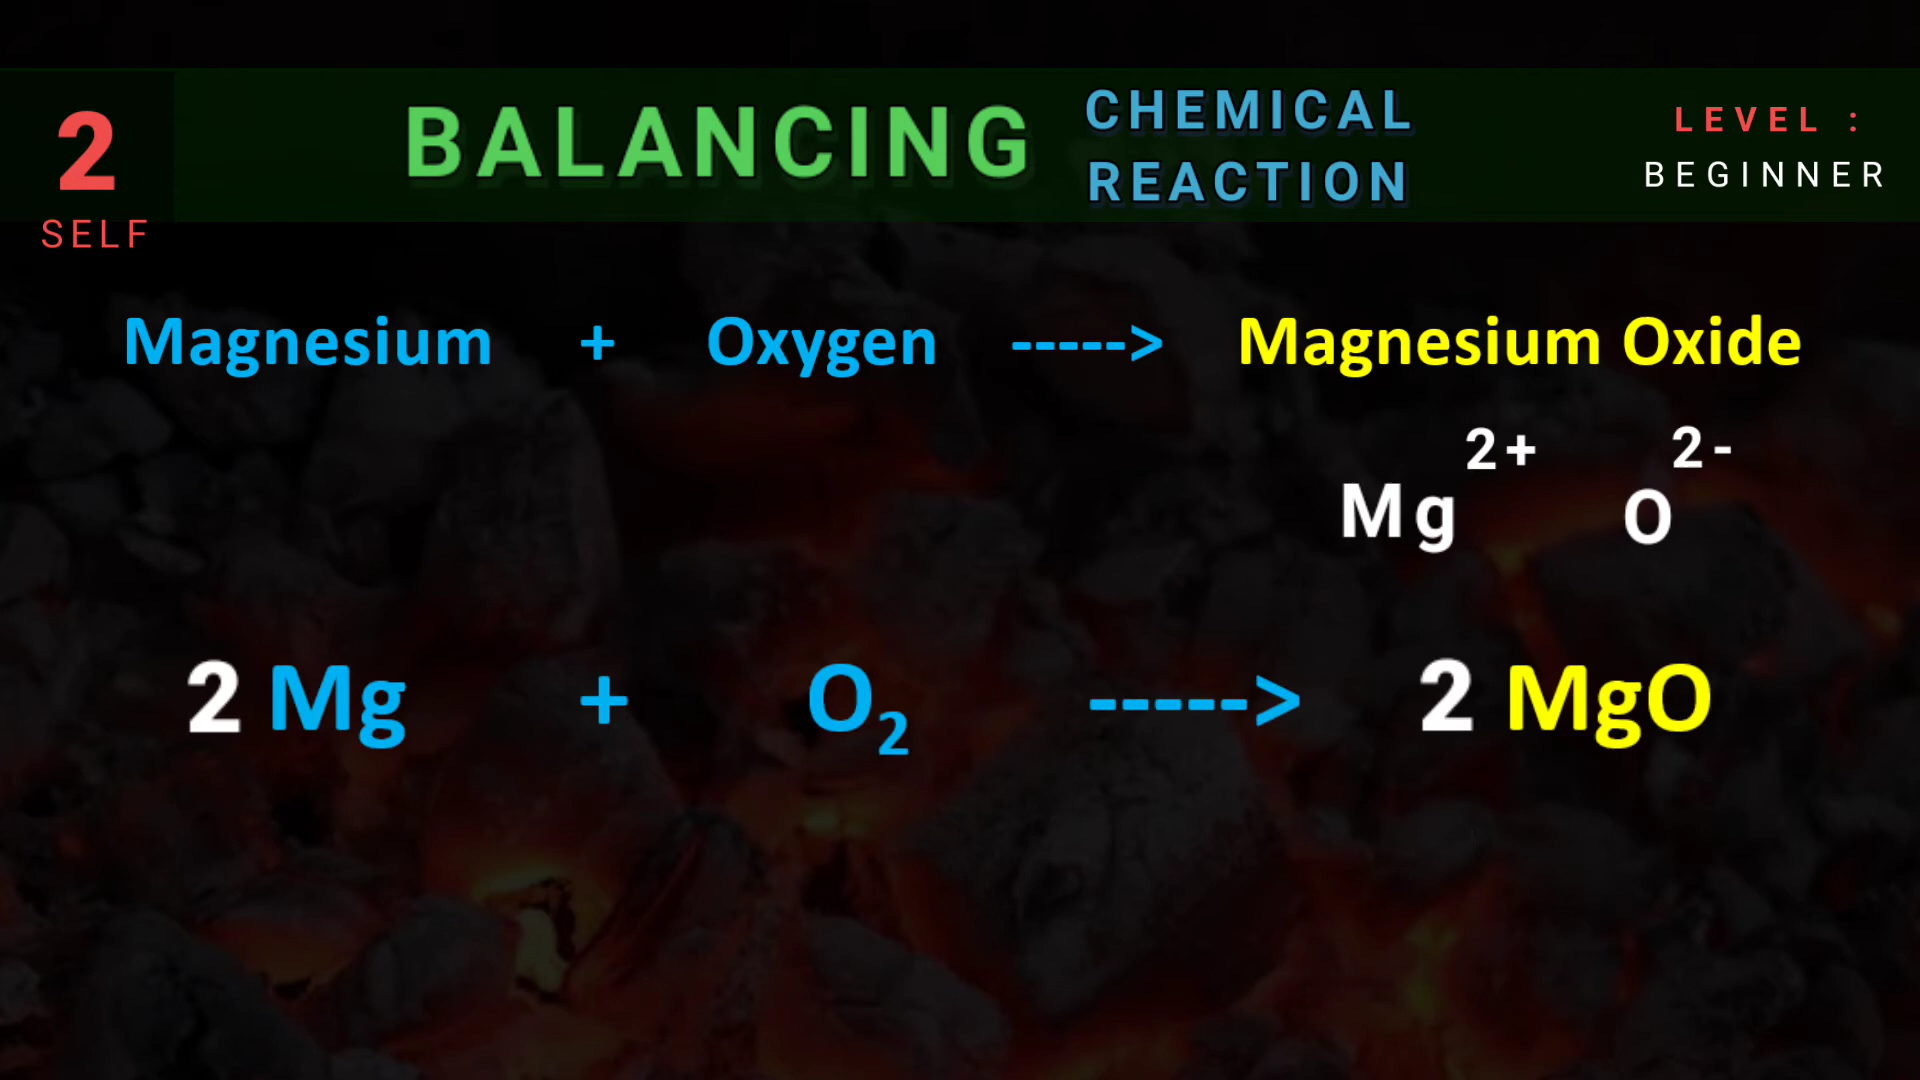 2
SELF
BALANCING
CHEMICAL
REACTION
LEVEL :
BEGINNER
Magnesium + Oxygen -----> Magnesium Oxide
Mg 2+ O 2-
2 Mg + O₂ -----> 2 MgO